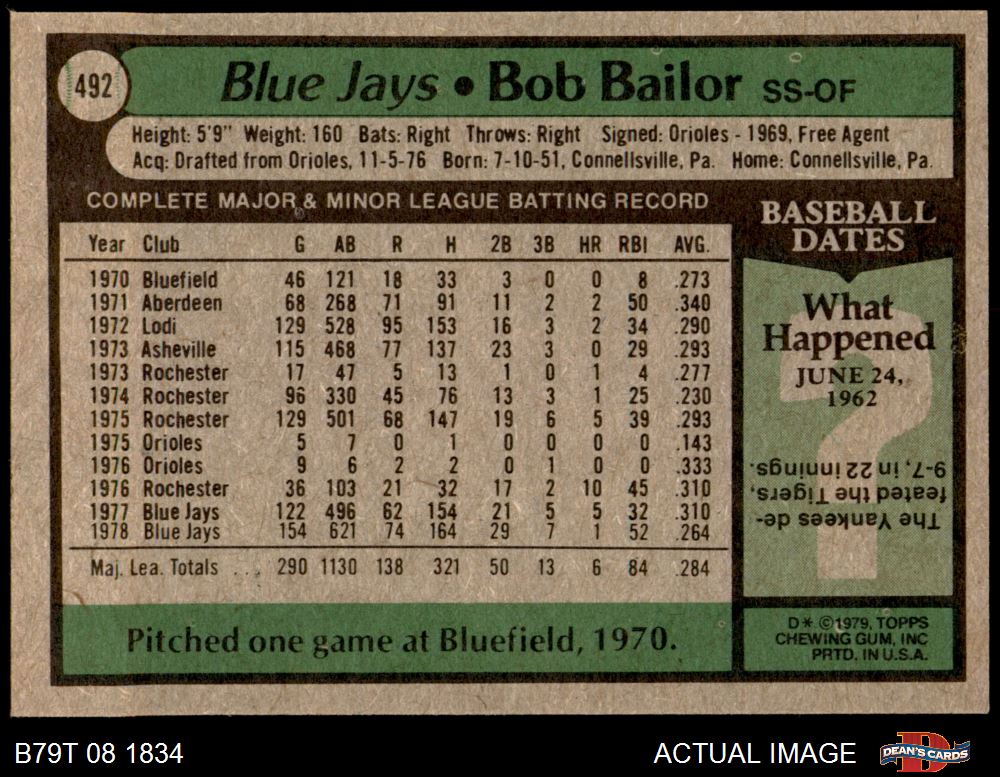 492
Blue Jays • Bob Bailor SS-OF
Height: 5'9" Weight: 160 Bats: Right Throws: Right Signed: Orioles - 1969, Free Agent
Acq: Drafted from Orioles, 11-5-76 Born: 7-10-51, Connellsville, Pa. Home: Connellsville, Pa.
COMPLETE MAJOR & MINOR LEAGUE BATTING RECORD
Year Club G AB R H 2B 3B HR RBI AVG.
1970 Bluefield 46 121 18 33 3 0 0 8 .273
1971 Aberdeen 68 268 71 91 11 2 2 50 .340
1972 Lodi 129 528 95 153 16 3 2 34 .290
1973 Asheville 115 468 77 137 23 3 0 29 .293
1973 Rochester 17 47 5 13 1 0 1 4 .277
1974 Rochester 96 330 45 76 13 3 1 25 .230
1975 Rochester 129 501 68 147 19 6 5 39 .293
1975 Orioles 5 7 0 1 0 0 0 0 .143
1976 Orioles 9 6 2 2 0 1 0 0 .333
1976 Rochester 36 103 21 32 17 2 10 45 .310
1977 Blue Jays 122 496 62 154 21 5 5 32 .310
1978 Blue Jays 154 621 74 164 29 7 1 52 .264
Maj. Lea. Totals ... 290 1130 138 321 50 13 6 84 .284
Pitched one game at Bluefield, 1970.
BASEBALL
DATES
What
Happened
JUNE 24,
1962
?
The Yankees de-
feated the Tigers,
9-7, in 22 innings.
D* ©1979, TOPPS
CHEWING GUM, INC
PRTD. IN U.S.A.
B79T 08 1834
ACTUAL IMAGE
D
DEAN'S CARDS